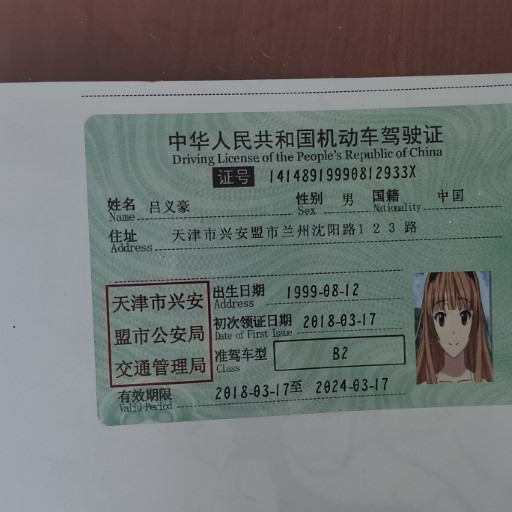 中华人民共和国机动车驾驶证
Driving License of the People's Republic of China
证号 14148919990812933X
姓名 Name 吕义豪 性别 Sex 男 国籍 Nationality 中国
住址 Address 天津市兴安盟市兰州沈阳路123路
天津市兴安
盟市公安局
交通管理局
出生日期 Address 1999-08-12
初次领证日期 Date of First Issue 2018-03-17
准驾车型 Class B2
有效期限 Valid Period 2018-03-17至 2024-03-17